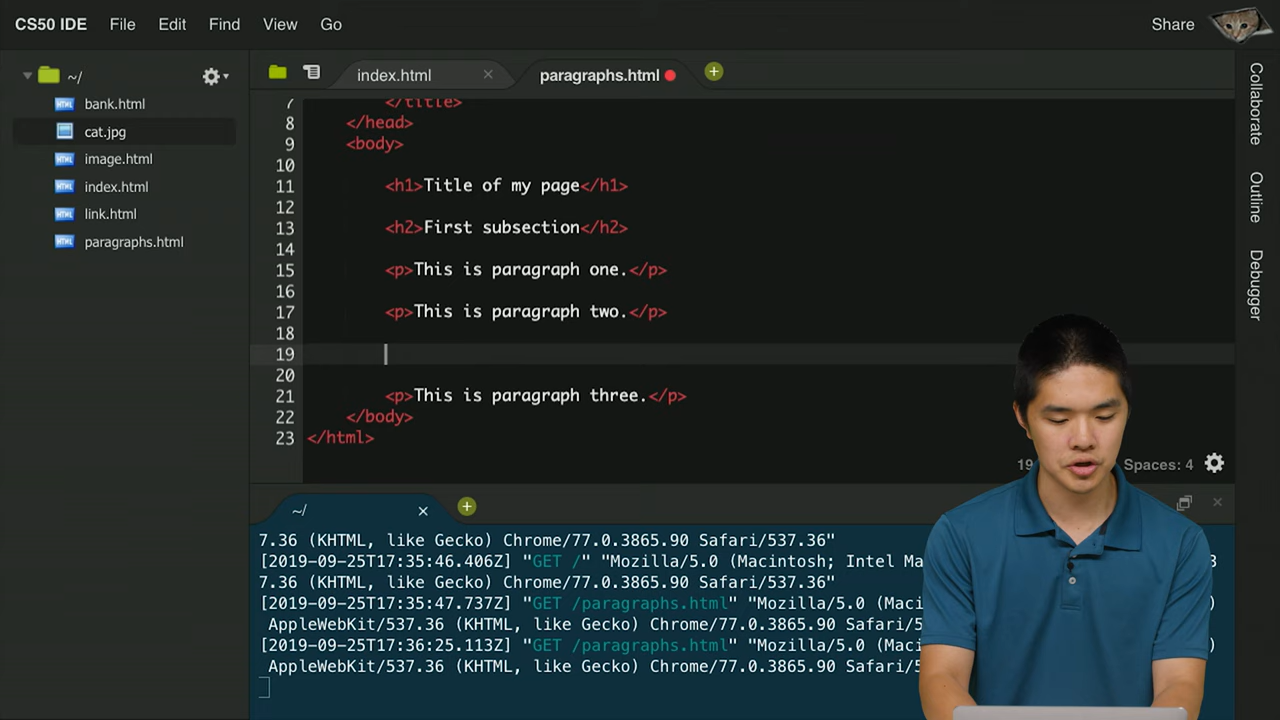 CS50 IDE File Edit Find View Go Share
~/
bank.html
cat.jpg
image.html
index.html
link.html
paragraphs.html
index.html paragraphs.html
7 </title>
8 </head>
9 <body>
10
11 <h1>Title of my page</h1>
12
13 <h2>First subsection</h2>
14
15 <p>This is paragraph one.</p>
16
17 <p>This is paragraph two.</p>
18
19
20
21 <p>This is paragraph three.</p>
22 </body>
23 </html>
19 Spaces: 4
Collaborate
Outline
Debugger
~/
7.36 (KHTML, like Gecko) Chrome/77.0.3865.90 Safari/537.36"
[2019-09-25T17:35:46.406Z] "GET /" "Mozilla/5.0 (Macintosh; Intel Ma 3
7.36 (KHTML, like Gecko) Chrome/77.0.3865.90 Safari/537.36"
[2019-09-25T17:35:47.737Z] "GET /paragraphs.html" "Mozilla/5.0 (Maci )
AppleWebKit/537.36 (KHTML, like Gecko) Chrome/77.0.3865.90 Safari/5
[2019-09-25T17:36:25.113Z] "GET /paragraphs.html" "Mozilla/5.0 (Maci )
AppleWebKit/537.36 (KHTML, like Gecko) Chrome/77.0.3865.90 Safari/5